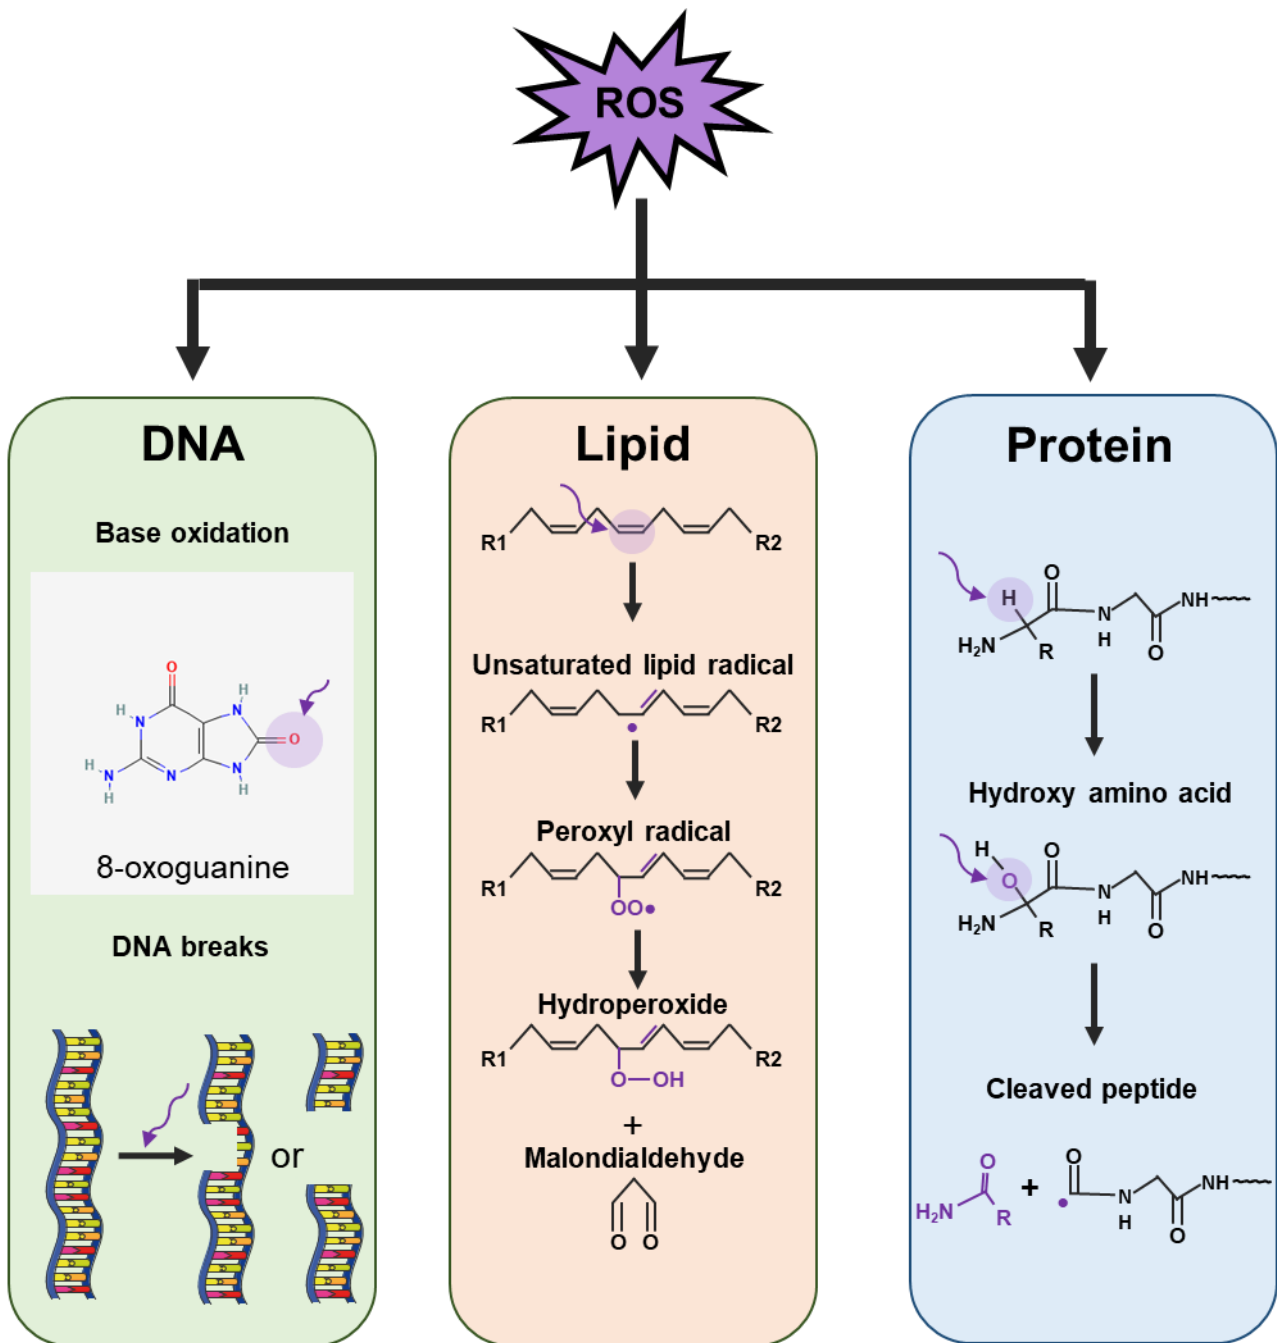 ROS
DNA
Base oxidation
O
H
N
H
N
O
H
N
H
N
N
H
H
8-oxoguanine
DNA breaks
or
Lipid
R1
R2
Unsaturated lipid radical
R1
R2
Peroxyl radical
R1
R2
OO•
Hydroperoxide
R1
R2
O—OH
+
Malondialdehyde
O O
Protein
H
O
N
H
NH
H₂N
R
O
Hydroxy amino acid
H
O
O
N
H
NH
H₂N
R
O
Cleaved peptide
O
H₂N
R
+
O
•
N
H
NH
O